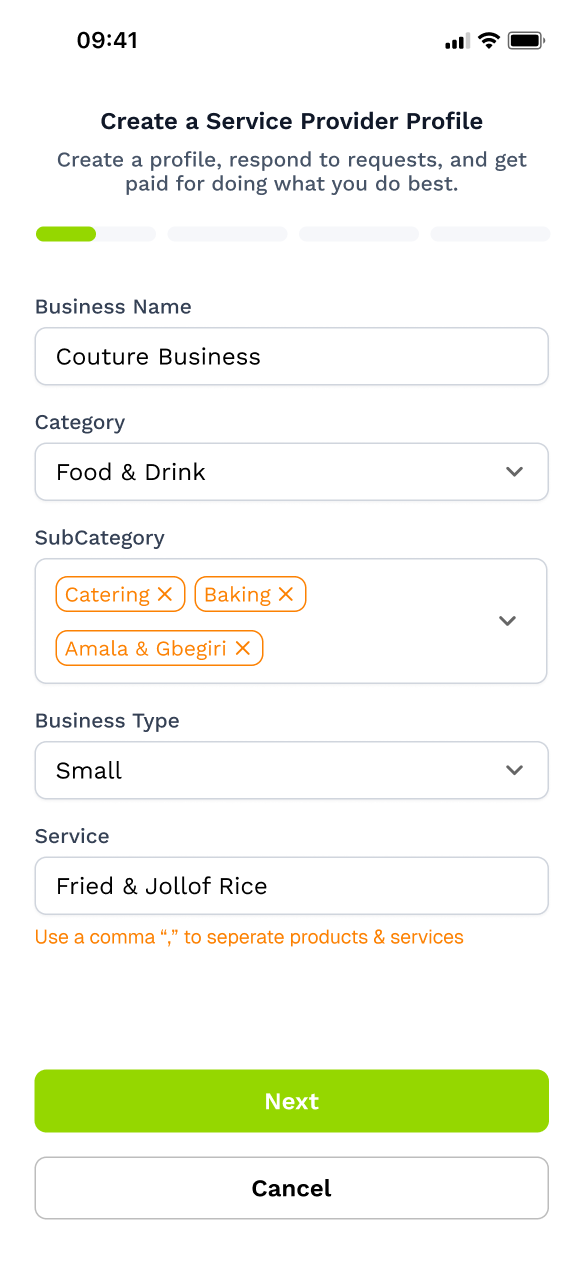 09:41
Create a Service Provider Profile
Create a profile, respond to requests, and get
paid for doing what you do best.
Business Name
Couture Business
Category
Food & Drink
SubCategory
Catering Baking
Amala & Gbegiri
Business Type
Small
Service
Fried & Jollof Rice
Use a comma “,” to seperate products & services
Next
Cancel